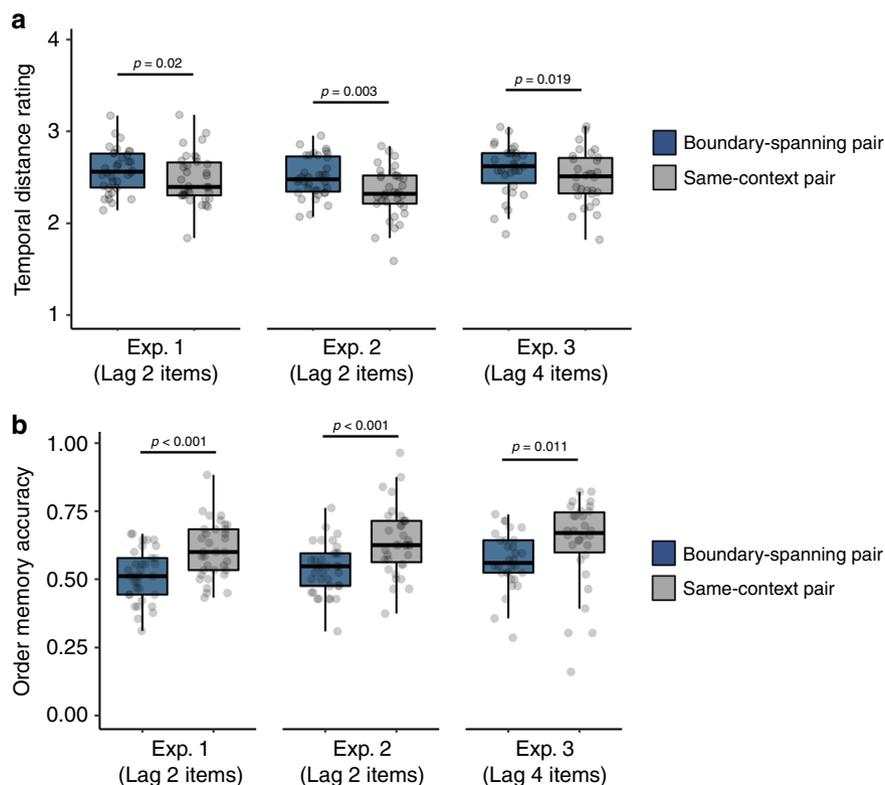 a
Temporal distance rating
4
3
2
1
p = 0.02
p = 0.003
p = 0.019
Boundary-spanning pair
Same-context pair
Exp. 1
(Lag 2 items)
Exp. 2
(Lag 2 items)
Exp. 3
(Lag 4 items)
b
Order memory accuracy
1.00
0.75
0.50
0.25
0.00
p < 0.001
p < 0.001
p = 0.011
Boundary-spanning pair
Same-context pair
Exp. 1
(Lag 2 items)
Exp. 2
(Lag 2 items)
Exp. 3
(Lag 4 items)